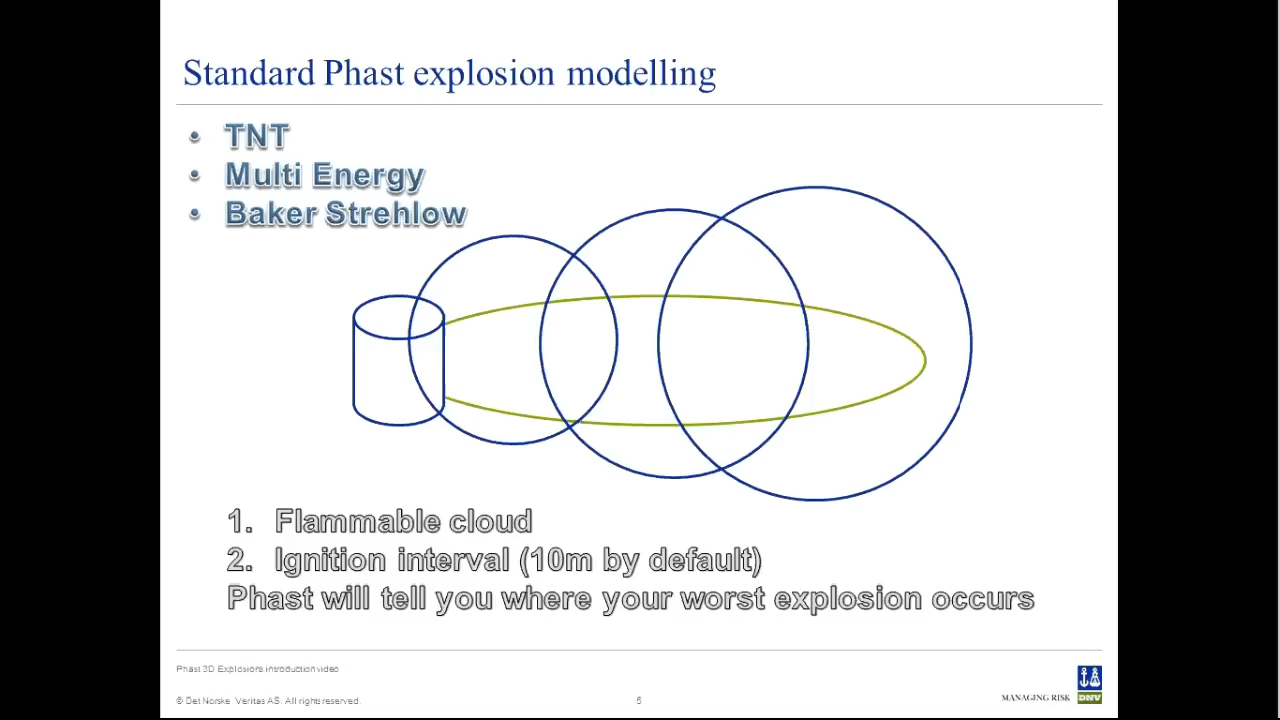 Standard Phast explosion modelling
• TNT
• Multi Energy
• Baker Strehlow
1. Flammable cloud
2. Ignition interval (10m by default)
Phast will tell you where your worst explosion occurs
Phast 3D Explosions introduction video
© Det Norske Veritas AS. All rights reserved.
5
MANAGING RISK
DNV